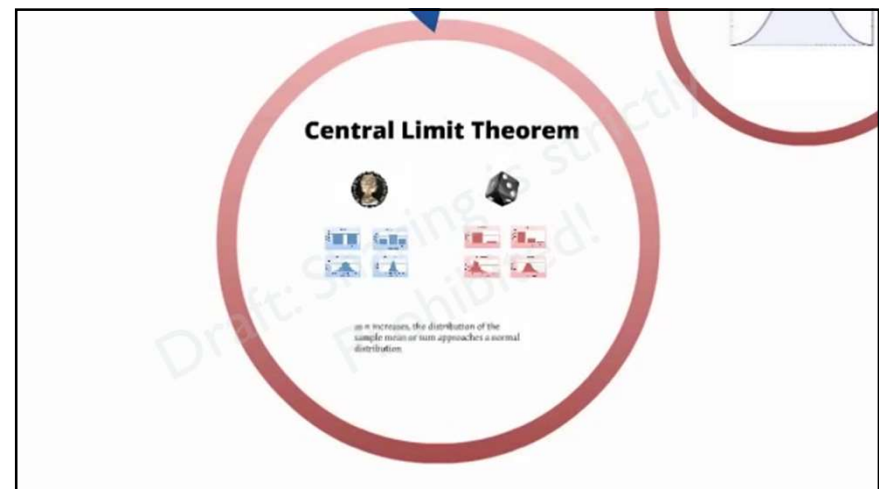 Central Limit Theorem
as n increases, the distribution of the
sample mean or sum approaches a normal
distribution.
Draft: Sharing is strictly
Prohibited!